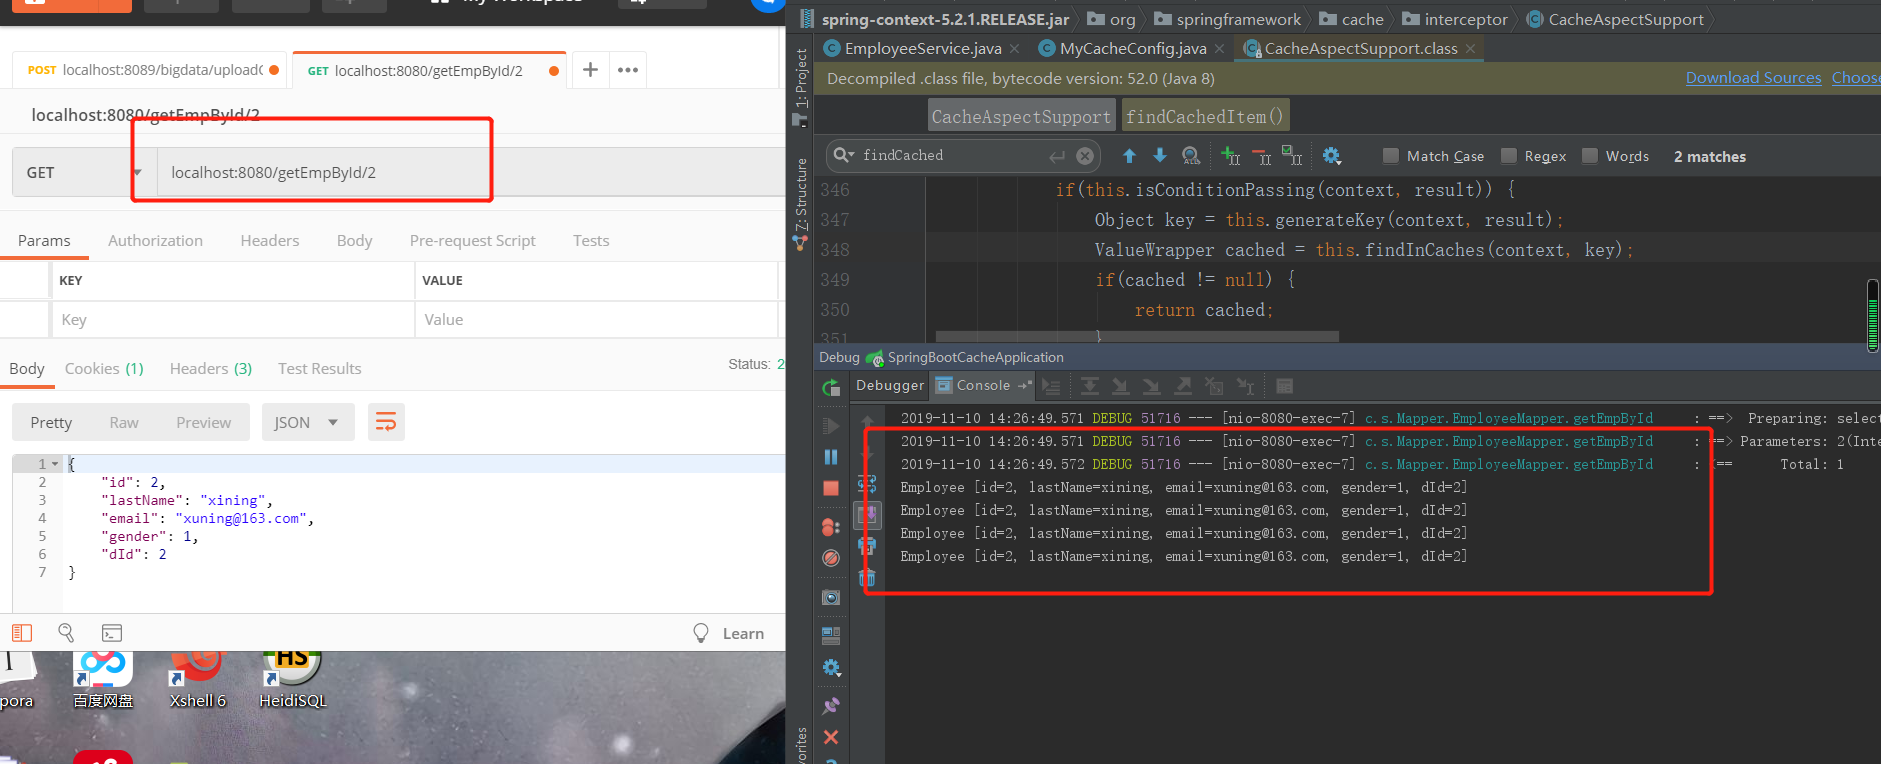 My Workspace
POST localhost:8089/bigdata/upload
GET localhost:8080/getEmpById/2
localhost:8080/getEmpById/2
GET localhost:8080/getEmpById/2
Params Authorization Headers Body Pre-request Script Tests
KEY VALUE
Key Value
Body Cookies (1) Headers (3) Test Results Status: 2
Pretty Raw Preview JSON
1 {
2 "id": 2,
3 "lastName": "xining",
4 "email": "xuning@163.com",
5 "gender": 1,
6 "dId": 2
7 }
Learn
pora 百度网盘 Xshell 6 HeidiSQL
HS
spring-context-5.2.1.RELEASE.jar org springframework cache interceptor CacheAspectSupport
EmployeeService.java MyCacheConfig.java CacheAspectSupport.class
Decompiled .class file, bytecode version: 52.0 (Java 8) Download Sources Choose
CacheAspectSupport findCachedItem()
findCached Match Case Regex Words 2 matches
346 if(this.isConditionPassing(context, result)) {
347 Object key = this.generateKey(context, result);
348 ValueWrapper cached = this.findInCaches(context, key);
349 if(cached != null) {
350 return cached;
351 }
1: Project
7: Structure
vorites
Debug SpringBootCacheApplication
Debugger Console
2019-11-10 14:26:49.571 DEBUG 51716 --- [nio-8080-exec-7] c.s.Mapper.EmployeeMapper.getEmpById : ==> Preparing: select
2019-11-10 14:26:49.571 DEBUG 51716 --- [nio-8080-exec-7] c.s.Mapper.EmployeeMapper.getEmpById : ==> Parameters: 2(Inte
2019-11-10 14:26:49.572 DEBUG 51716 --- [nio-8080-exec-7] c.s.Mapper.EmployeeMapper.getEmpById : <== Total: 1
Employee [id=2, lastName=xining, email=xuning@163.com, gender=1, dId=2]
Employee [id=2, lastName=xining, email=xuning@163.com, gender=1, dId=2]
Employee [id=2, lastName=xining, email=xuning@163.com, gender=1, dId=2]
Employee [id=2, lastName=xining, email=xuning@163.com, gender=1, dId=2]